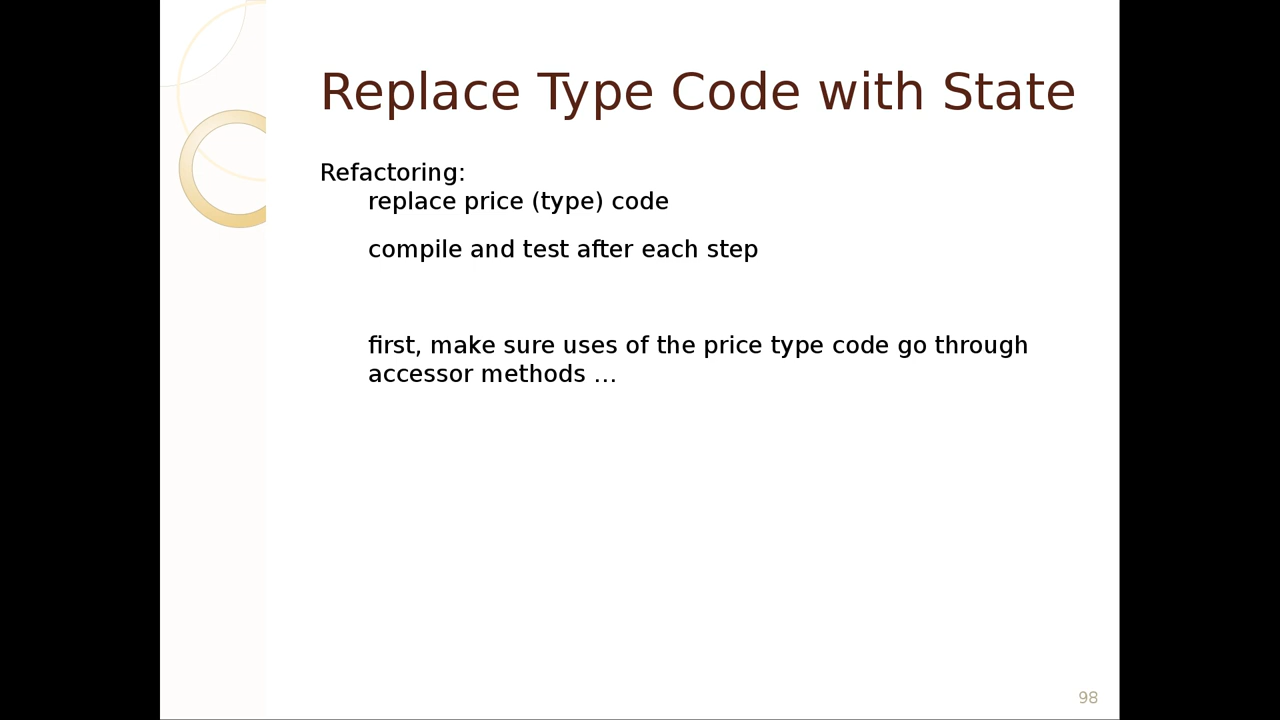 Replace Type Code with State
Refactoring:
replace price (type) code
compile and test after each step
first, make sure uses of the price type code go through
accessor methods …
98